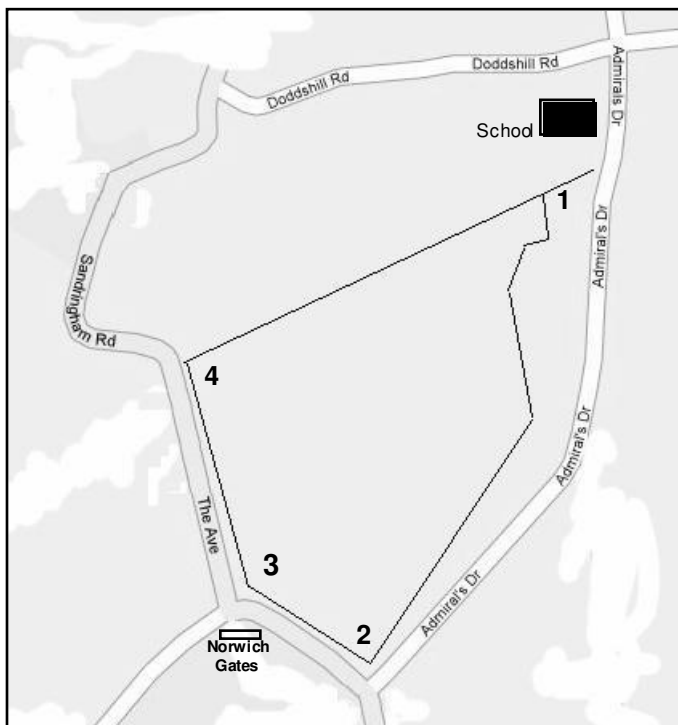 Doddshill Rd
Doddshill Rd
Admirals Dr
School
1
Admiral's Dr
Sandringham Rd
4
Admiral's Dr
The Ave
3
Admiral's Dr
2
Norwich
Gates